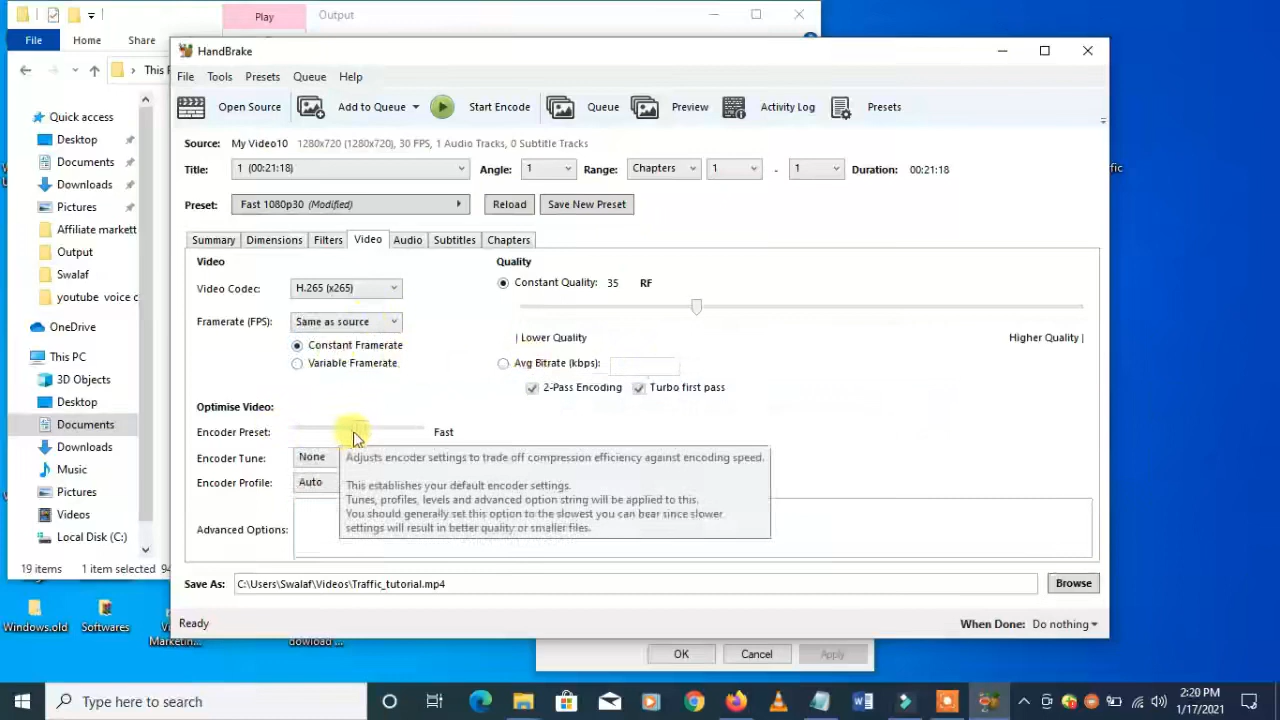 Play
Output
File
Home
Share
This P
HandBrake
File
Tools
Presets
Queue
Help
Open Source
Add to Queue
Start Encode
Queue
Preview
Activity Log
Presets
Source:
My Video10
1280x720 (1280x720), 30 FPS, 1 Audio Tracks, 0 Subtitle Tracks
Title:
1 (00:21:18)
Angle:
1
Range:
Chapters
1
-
1
Duration:
00:21:18
Preset:
Fast 1080p30 (Modified)
Reload
Save New Preset
Summary
Dimensions
Filters
Video
Audio
Subtitles
Chapters
Video
Video Codec:
H.265 (x265)
Framerate (FPS):
Same as source
Constant Framerate
Variable Framerate
Quality
Constant Quality:
35
RF
| Lower Quality
Higher Quality |
Avg Bitrate (kbps):
2-Pass Encoding
Turbo first pass
Optimise Video:
Encoder Preset:
Fast
Encoder Tune:
None
Encoder Profile:
Auto
Advanced Options:
Adjusts encoder settings to trade off compression efficiency against encoding speed.
This establishes your default encoder settings.
Tunes, profiles, levels and advanced option string will be applied to this.
You should generally set this option to the slowest you can bear since slower
settings will result in better quality or smaller files.
Save As:
C:\Users\Swalaf\Videos\Traffic_tutorial.mp4
Browse
Ready
When Done:
Do nothing
Quick access
Desktop
Documents
Downloads
Pictures
Affiliate markett
Output
Swalaf
youtube voice c
OneDrive
This PC
3D Objects
Desktop
Documents
Downloads
Music
Pictures
Videos
Local Disk (C:)
19 items
1 item selected
Windows.old
Softwares
Marketin...
dowload ...
OK
Cancel
Apply
Type here to search
2:20 PM
1/17/2021